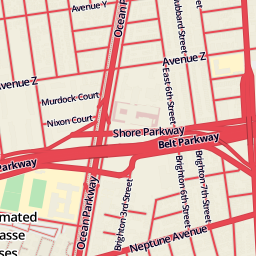 Avenue Y
Ocean P
Hubbard Street
Avenue Z
Avenue Z
East 6th Street
Murdock Court
Nixon Court
Shore Parkway
Belt Parkway
Parkway
Ocean Parkway
Brighton 3rd Street
Brighton 6th Street
Brighton 7th Street
mated
asse
ses
Neptune Avenue